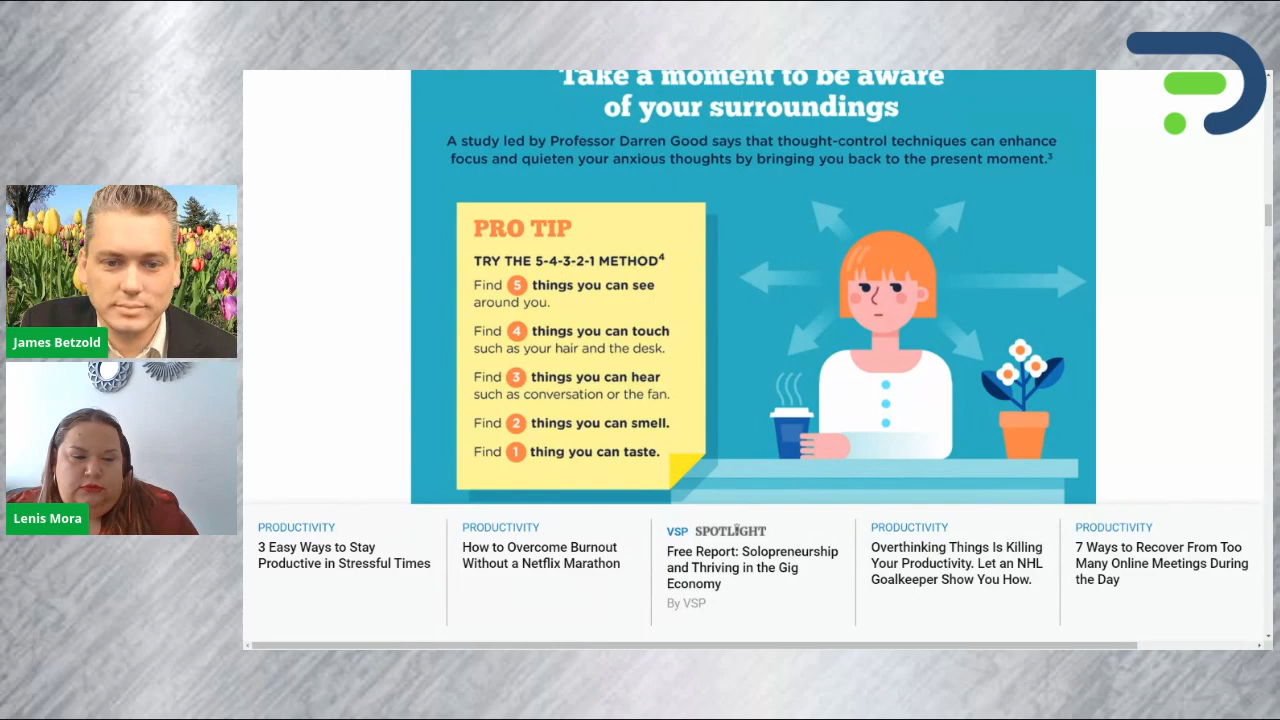 Take a moment to be aware
of your surroundings
A study led by Professor Darren Good says that thought-control techniques can enhance
focus and quieten your anxious thoughts by bringing you back to the present moment.³
PRO TIP
TRY THE 5-4-3-2-1 METHOD⁴
Find 5 things you can see
around you.
Find 4 things you can touch
such as your hair and the desk.
Find 3 things you can hear
such as conversation or the fan.
Find 2 things you can smell.
Find 1 thing you can taste.
James Betzold
Lenis Mora
PRODUCTIVITY
3 Easy Ways to Stay
Productive in Stressful Times
PRODUCTIVITY
How to Overcome Burnout
Without a Netflix Marathon
VSP SPOTLIGHT
Free Report: Solopreneurship
and Thriving in the Gig
Economy
By VSP
PRODUCTIVITY
Overthinking Things Is Killing
Your Productivity. Let an NHL
Goalkeeper Show You How.
PRODUCTIVITY
7 Ways to Recover From Too
Many Online Meetings During
the Day